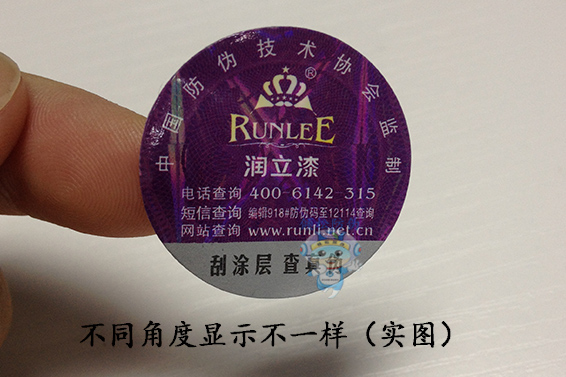 中国防伪技术协会监制
®
RUNLEE
润立漆
电话查询 400-6142-315
短信查询 编辑918#防伪码至12114查询
网站查询 www.runli.net.cn
刮涂层 查真伪
不同角度显示不一样（实图）